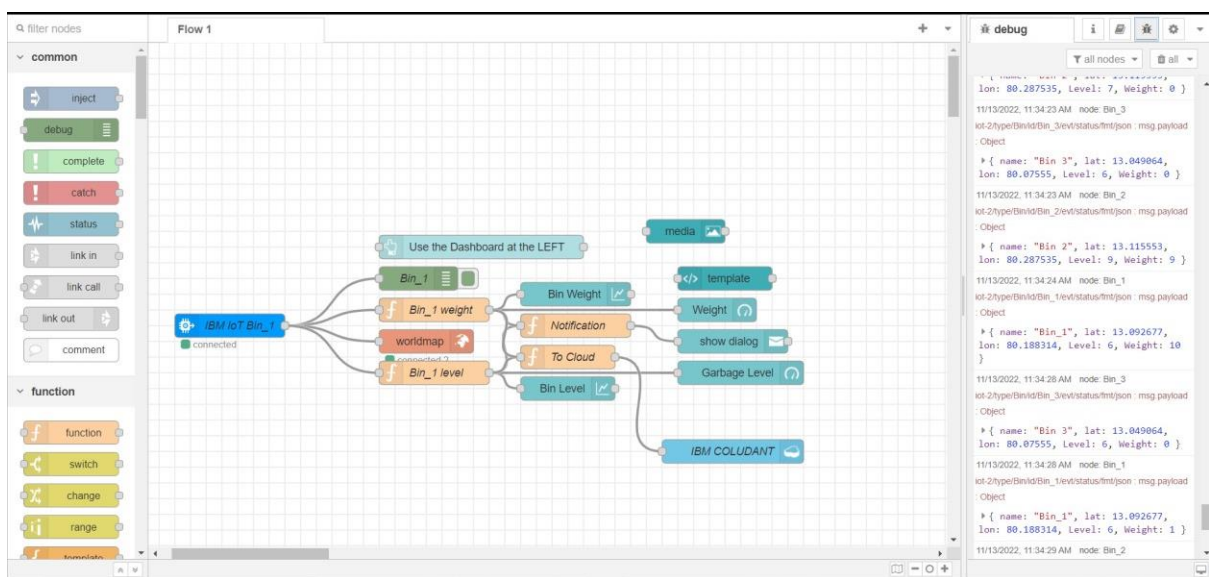 filter nodes
common
inject
debug
complete
catch
status
link in
link call
link out
comment
function
function
switch
change
range
template
Flow 1
Use the Dashboard at the LEFT
media
Bin_1
template
Bin Weight
Bin_1 weight
Weight
IBM IoT Bin_1
connected
Notification
worldmap
show dialog
connected 2
To Cloud
Bin_1 level
Garbage Level
Bin Level
IBM COLUDANT
debug
all nodes
all
{ name: "Bin 2", lat: 13.115553,
lon: 80.287535, Level: 7, Weight: 0 }
11/13/2022, 11:34:23 AM node: Bin_3
iot-2/type/Bin/id/Bin_3/evt/status/fmt/json : msg.payload
: Object
{ name: "Bin 3", lat: 13.049064,
lon: 80.07555, Level: 6, Weight: 0 }
11/13/2022, 11:34:23 AM node: Bin_2
iot-2/type/Bin/id/Bin_2/evt/status/fmt/json : msg.payload
: Object
{ name: "Bin 2", lat: 13.115553,
lon: 80.287535, Level: 9, Weight: 9 }
11/13/2022, 11:34:24 AM node: Bin_1
iot-2/type/Bin/id/Bin_1/evt/status/fmt/json : msg.payload
: Object
{ name: "Bin_1", lat: 13.092677,
lon: 80.188314, Level: 6, Weight: 10
}
11/13/2022, 11:34:28 AM node: Bin_3
iot-2/type/Bin/id/Bin_3/evt/status/fmt/json : msg.payload
: Object
{ name: "Bin 3", lat: 13.049064,
lon: 80.07555, Level: 6, Weight: 0 }
11/13/2022, 11:34:28 AM node: Bin_1
iot-2/type/Bin/id/Bin_1/evt/status/fmt/json : msg.payload
: Object
{ name: "Bin_1", lat: 13.092677,
lon: 80.188314, Level: 6, Weight: 1 }
11/13/2022, 11:34:29 AM node: Bin_2